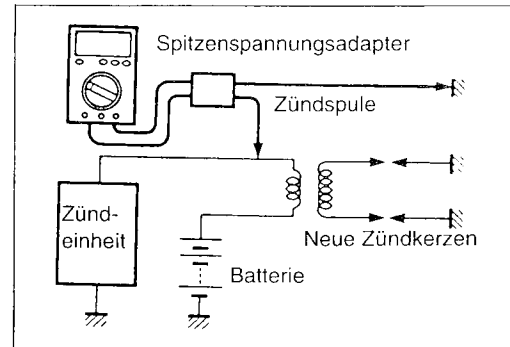 Spitzenspannungsadapter
Zündspule
Zünd-
einheit
Neue Zündkerzen
Batterie